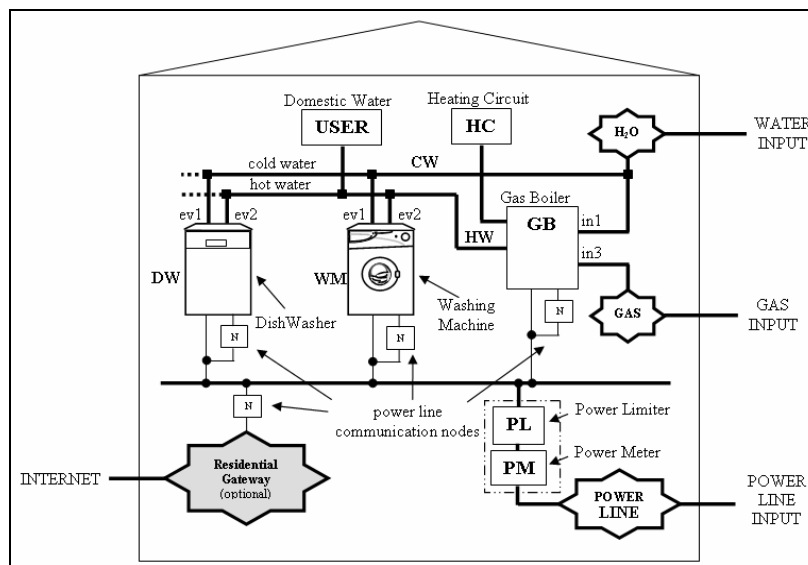 Domestic Water
USER
Heating Circuit
HC
H₂O
WATER
INPUT
cold water
CW
hot water
Gas Boiler
GB
in1
in3
HW
ev1
ev2
ev1
ev2
DW
WM
DishWasher
Washing
Machine
GAS
GAS
INPUT
N
N
N
N
power line
communication nodes
PL
Power Limiter
PM
Power Meter
INTERNET
Residential
Gateway
(optional)
POWER
LINE
POWER
LINE
INPUT